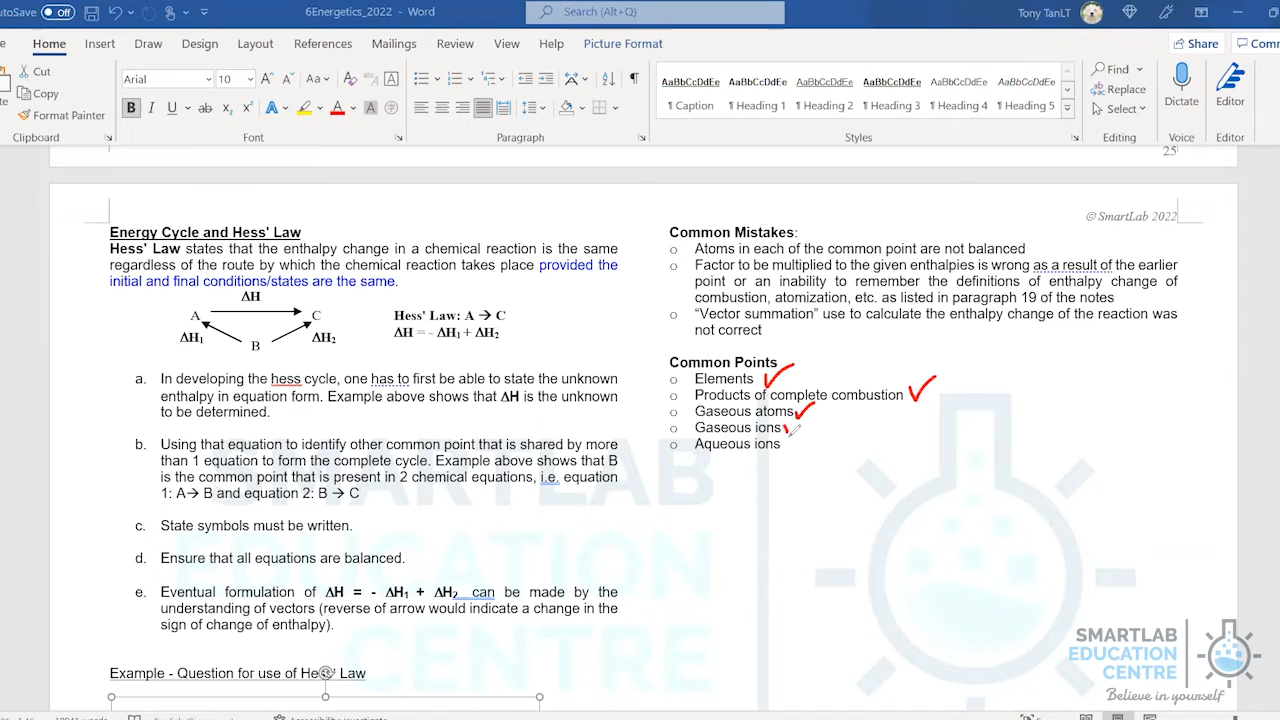 AutoSave Off
6Energetics_2022 - Word
Search (Alt+Q)
Tony TanLT
Home Insert Draw Design Layout References Mailings Review View Help Picture Format
Share
Cut
Copy
Format Painter
Arial
10
AaBbCcDdEe AaBbCcDdEe AaBbCcDdEe AaBbCcDdEe AaBbCcDdEe AaBbCcDdEe
¶ Caption ¶ Heading 1 ¶ Heading 2 ¶ Heading 3 ¶ Heading 4 ¶ Heading 5
Find
Replace
Select
Dictate
Editor
Clipboard Font Paragraph Styles Editing Voice Editor
25
© SmartLab 2022
Energy Cycle and Hess' Law
Hess' Law states that the enthalpy change in a chemical reaction is the same
regardless of the route by which the chemical reaction takes place provided the
initial and final conditions/states are the same.
ΔH
A C
ΔH1 ΔH2
B
Hess' Law: A → C
ΔH = - ΔH1 + ΔH2
a. In developing the hess cycle, one has to first be able to state the unknown
enthalpy in equation form. Example above shows that ΔH is the unknown
to be determined.
b. Using that equation to identify other common point that is shared by more
than 1 equation to form the complete cycle. Example above shows that B
is the common point that is present in 2 chemical equations, i.e. equation
1: A→ B and equation 2: B → C
c. State symbols must be written.
d. Ensure that all equations are balanced.
e. Eventual formulation of ΔH = - ΔH1 + ΔH2 can be made by the
understanding of vectors (reverse of arrow would indicate a change in the
sign of change of enthalpy).
Example - Question for use of Hess' Law
Common Mistakes:
o Atoms in each of the common point are not balanced
o Factor to be multiplied to the given enthalpies is wrong as a result of the earlier
point or an inability to remember the definitions of enthalpy change of
combustion, atomization, etc. as listed in paragraph 19 of the notes
o “Vector summation” use to calculate the enthalpy change of the reaction was
not correct
Common Points
o Elements
o Products of complete combustion
o Gaseous atoms
o Gaseous ions
o Aqueous ions
SMARTLAB
EDUCATION
CENTRE
SMARTLAB
EDUCATION
CENTRE
Believe in yourself